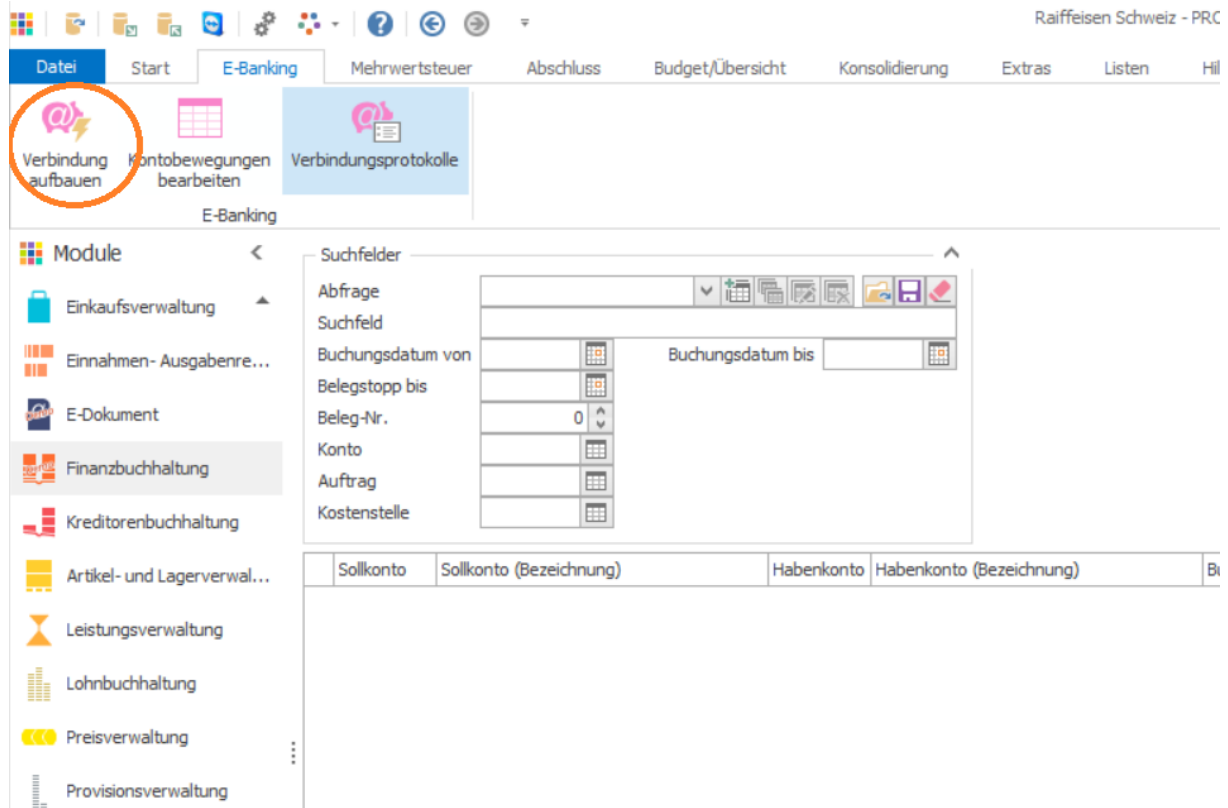 Raiffeisen Schweiz - PRO
Datei Start E-Banking Mehrwertsteuer Abschluss Budget/Übersicht Konsolidierung Extras Listen Hil
Verbindung aufbauen
Kontobewegungen bearbeiten
Verbindungsprotokolle
E-Banking
Module
Einkaufsverwaltung
Einnahmen- Ausgabenre...
E-Dokument
Finanzbuchhaltung
Kreditorenbuchhaltung
Artikel- und Lagerverwal...
Leistungsverwaltung
Lohnbuchhaltung
Preisverwaltung
Provisionsverwaltung
Suchfelder
Abfrage
Suchfeld
Buchungsdatum von Buchungsdatum bis
Belegstopp bis
Beleg-Nr. 0
Konto
Auftrag
Kostenstelle
Sollkonto Sollkonto (Bezeichnung) Habenkonto Habenkonto (Bezeichnung) Bu